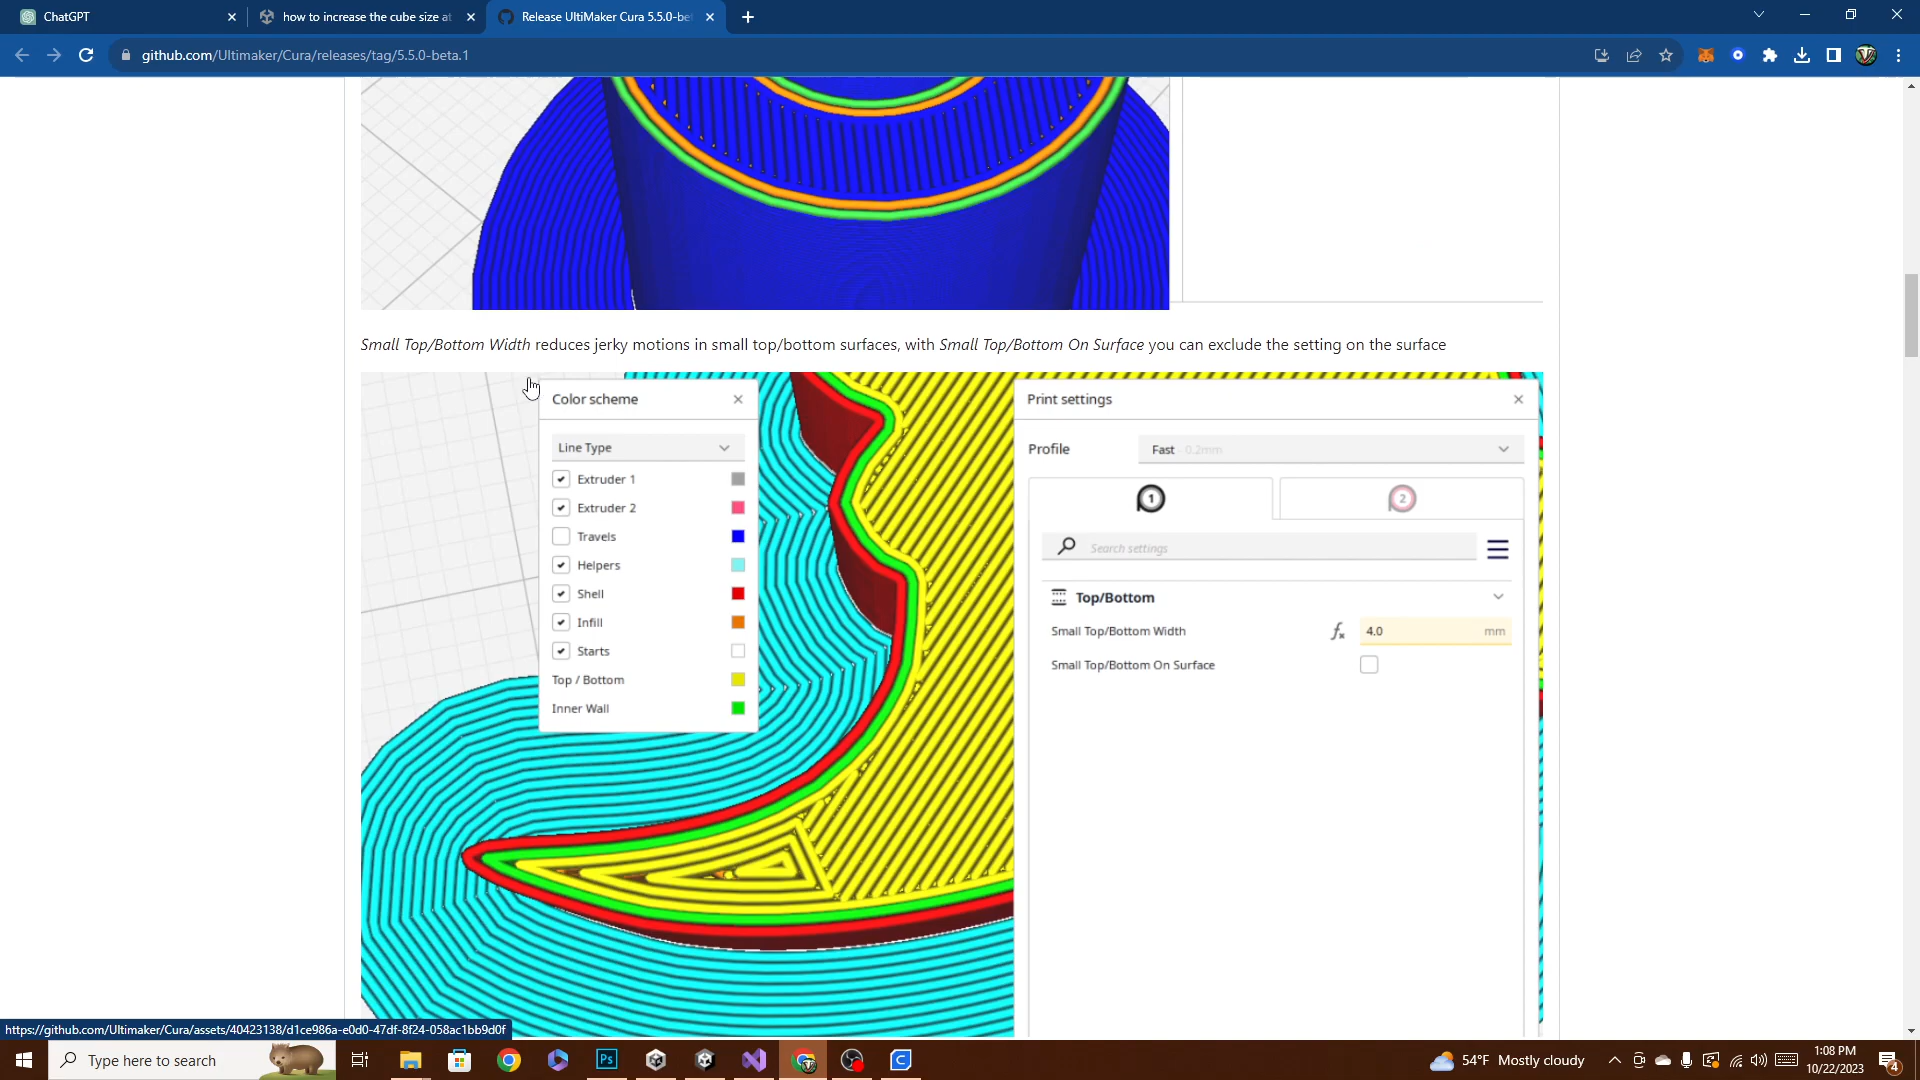 ChatGPT
how to increase the cube size at
Release UltiMaker Cura 5.5.0-be
github.com/Ultimaker/Cura/releases/tag/5.5.0-beta.1
Small Top/Bottom Width reduces jerky motions in small top/bottom surfaces, with Small Top/Bottom On Surface you can exclude the setting on the surface
Color scheme
Line Type
Extruder 1
Extruder 2
Travels
Helpers
Shell
Infill
Starts
Top / Bottom
Inner Wall
Print settings
Profile
Fast - 0.2mm
1
2
Search settings
Top/Bottom
Small Top/Bottom Width
4.0 mm
Small Top/Bottom On Surface
https://github.com/Ultimaker/Cura/assets/40423138/d1ce986a-e0d0-47df-8f24-058ac1bb9d0f
Type here to search
Ps
54°F Mostly cloudy
1:08 PM
10/22/2023
4